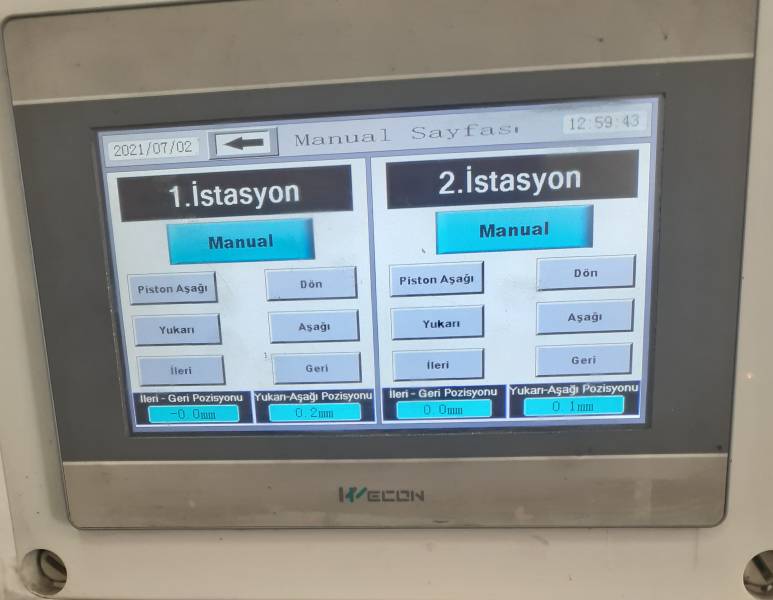 2021/07/02
Manual Sayfası
12:59:43
1.İstasyon
Manual
Piston Aşağı
Dön
Yukarı
Aşağı
İleri
Geri
İleri - Geri Pozisyonu
Yukarı-Aşağı Pozisyonu
-0.0mm
0.2mm
2.İstasyon
Manual
Piston Aşağı
Dön
Yukarı
Aşağı
İleri
Geri
İleri - Geri Pozisyonu
Yukarı-Aşağı Pozisyonu
0.0mm
0.1mm
WECON